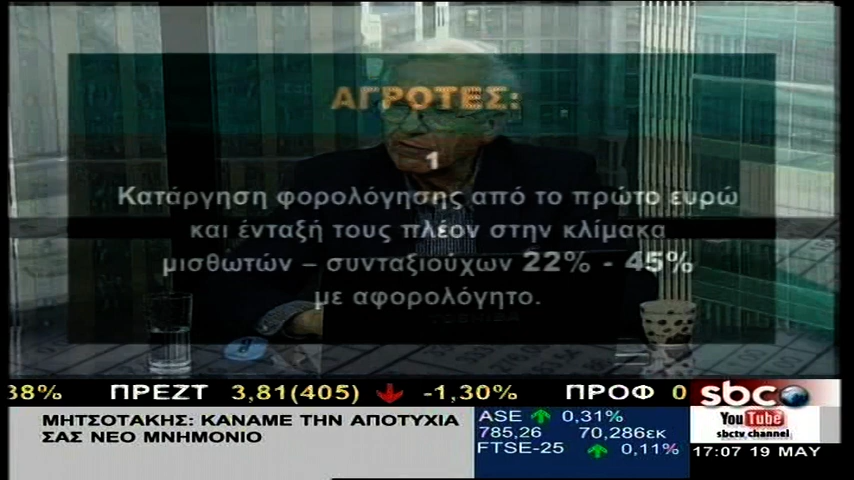 ΑΓΡΟΤΕΣ:
1
Κατάργηση φορολόγησης από το πρώτο ευρώ
και ένταξή τους πλέον στην κλίμακα
μισθωτών – συνταξιούχων 22% - 45%
με αφορολόγητο.
TOSHIBA
38% ΠΡΕΖΤ 3,81(405) -1,30% ΠΡΟΦ 0
sbc
ΜΗΤΣΟΤΑΚΗΣ: ΚΑΝΑΜΕ ΤΗΝ ΑΠΟΤΥΧΙΑ
ΣΑΣ ΝΕΟ ΜΝΗΜΟΝΙΟ
ASE 0,31%
785,26 70,286εκ
FTSE-25 0,11%
YouTube
sbctv channel
17:07 19 MAY